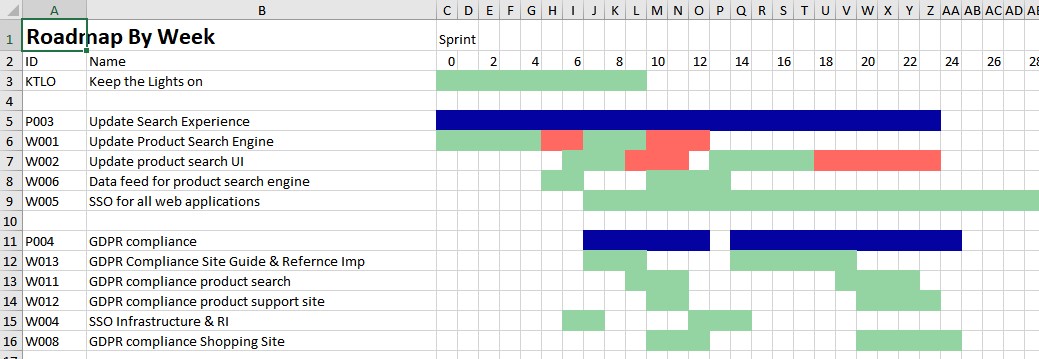 A B C D E F G H I J K L M N O P Q R S T U V W X Y Z AA AB AC AD AE
1 Roadmap By Week Sprint
2 ID Name 0 2 4 6 8 10 12 14 16 18 20 22 24 26 28
3 KTLO Keep the Lights on
4
5 P003 Update Search Experience
6 W001 Update Product Search Engine
7 W002 Update product search UI
8 W006 Data feed for product search engine
9 W005 SSO for all web applications
10
11 P004 GDPR compliance
12 W013 GDPR Compliance Site Guide & Refernce Imp
13 W011 GDPR compliance product search
14 W012 GDPR compliance product support site
15 W004 SSO Infrastructure & RI
16 W008 GDPR compliance Shopping Site